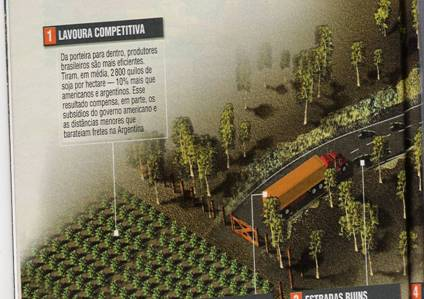 1 LAVOURA COMPETITIVA
Da porteira para dentro, produtores
brasileiros são mais eficientes.
Tiram, em média, 2 800 quilos de
soja por hectare — 10% mais que
americanos e argentinos. Esse
resultado compensa, em parte, os
subsídios do governo americano e
as distâncias menores que
barateiam fretes na Argentina
ESTRADAS RUINS
4